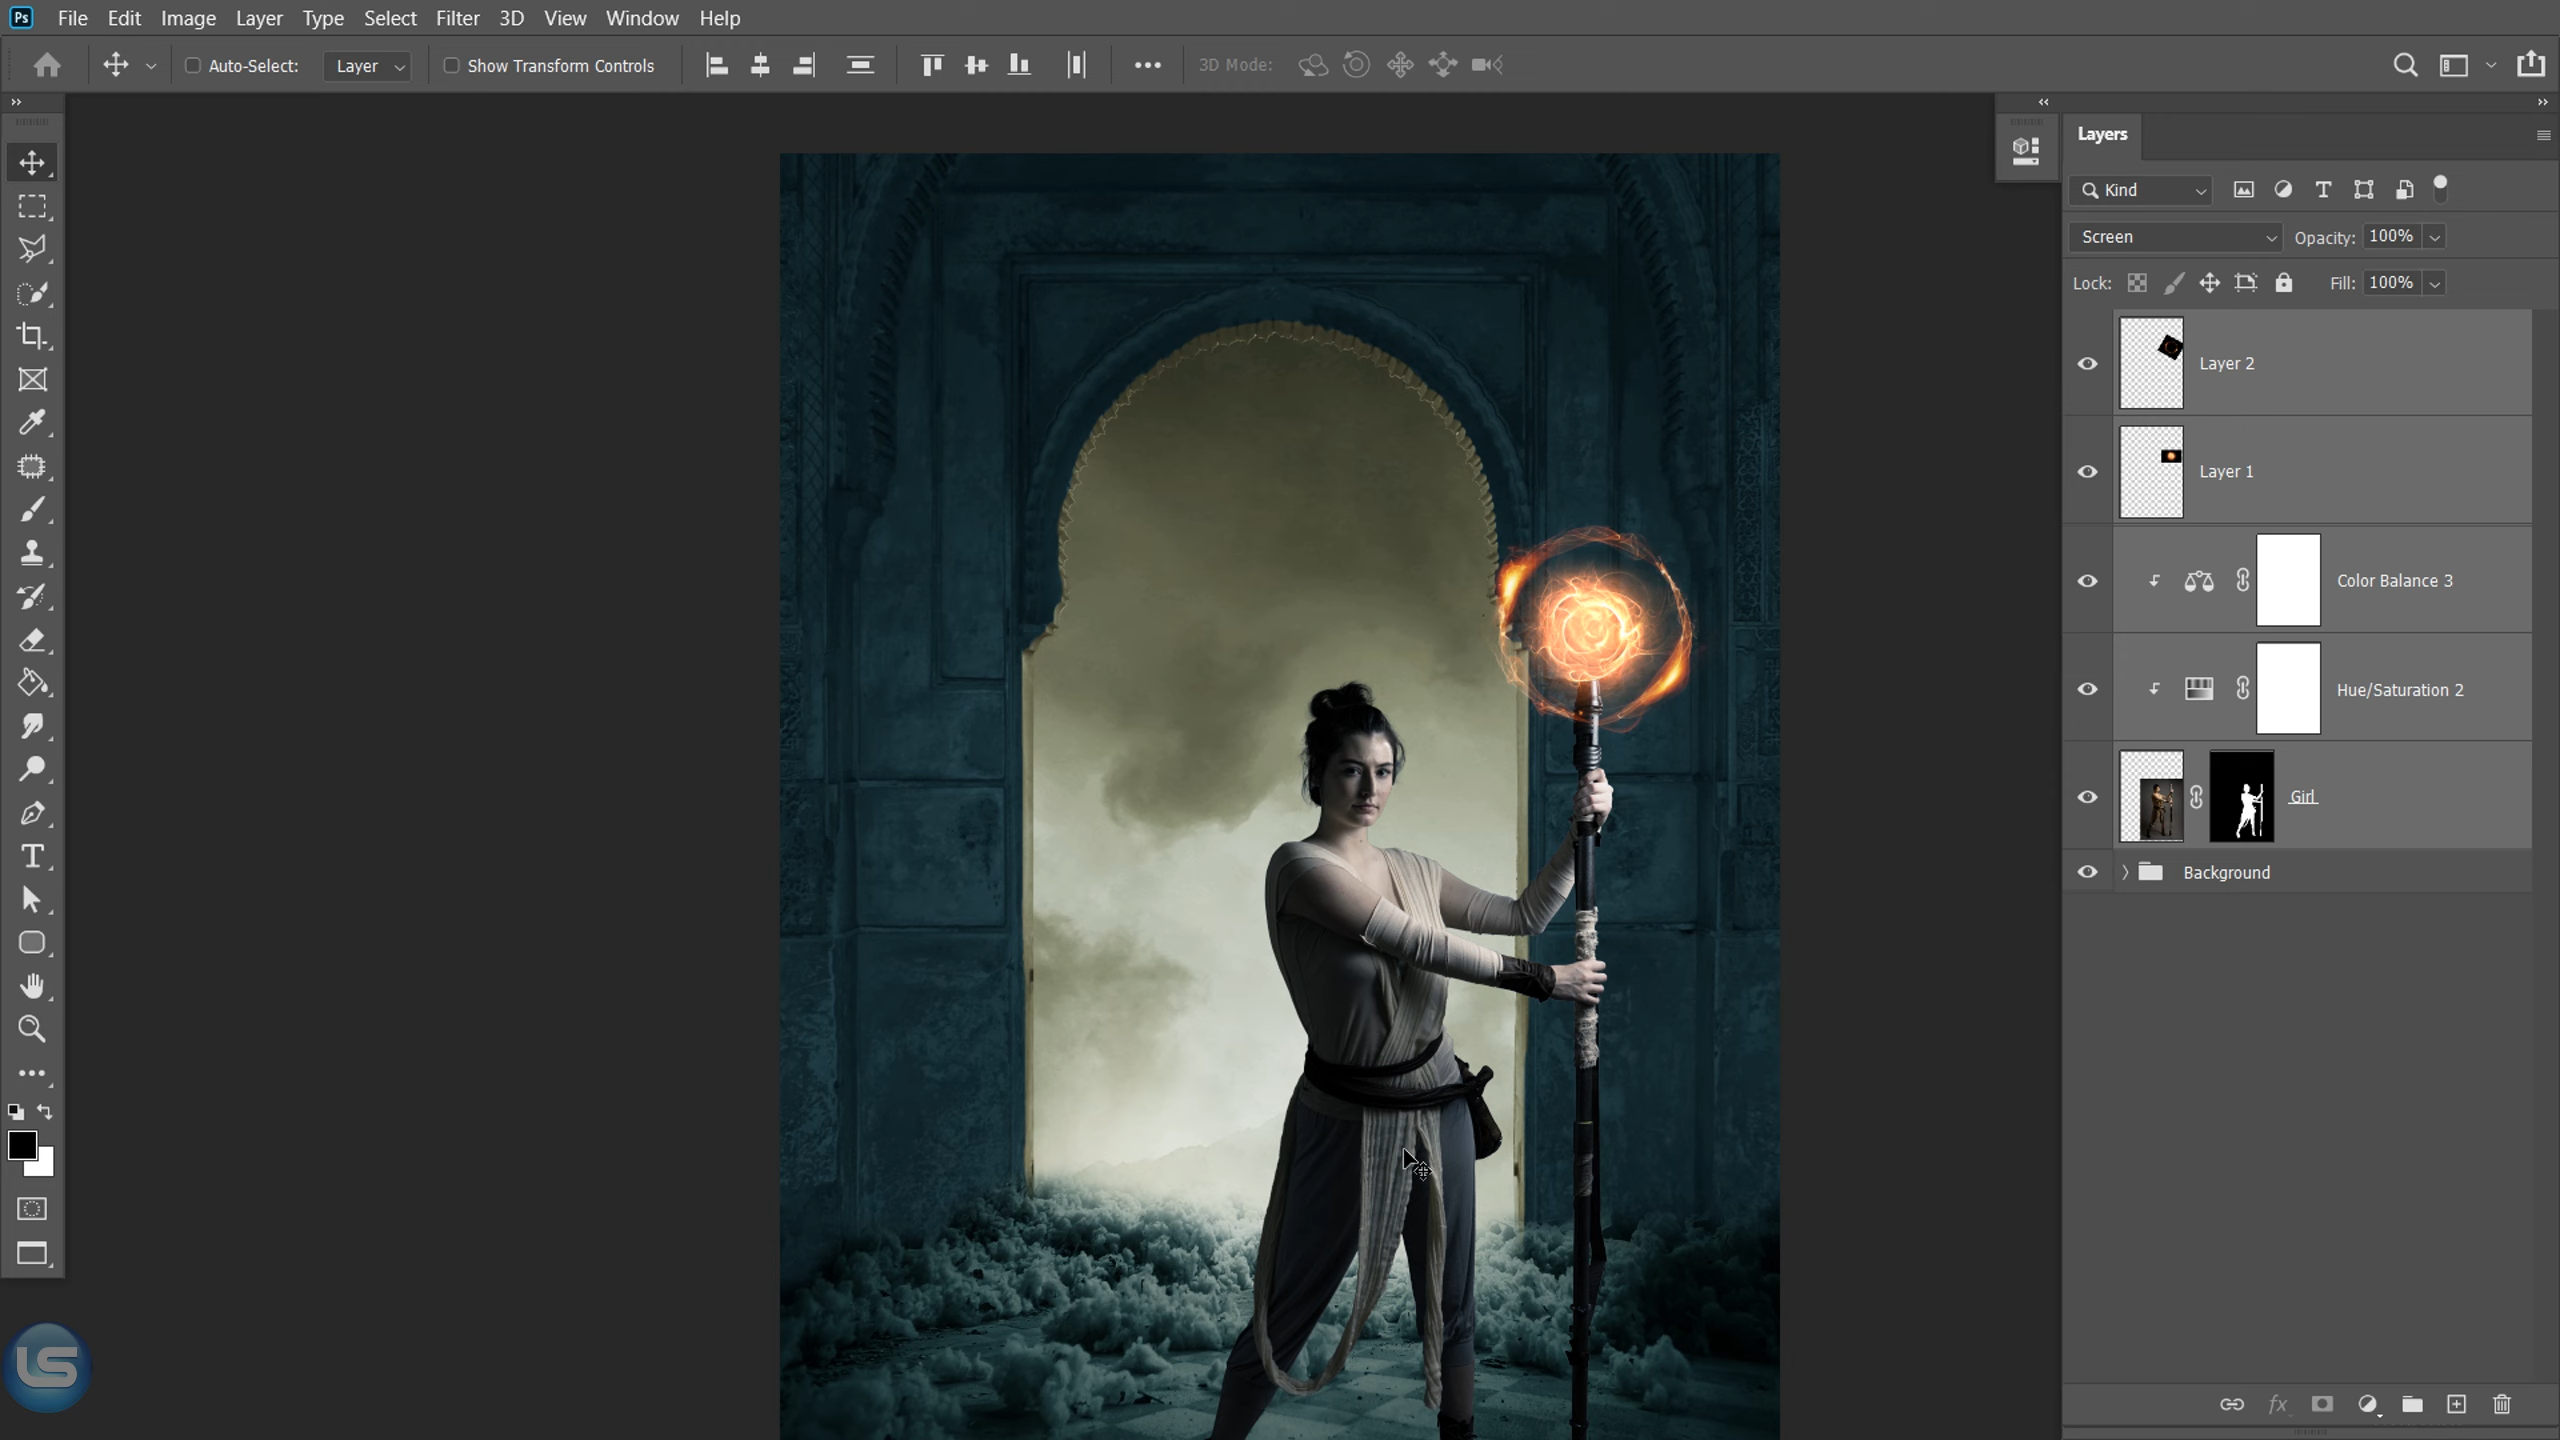 Ps File Edit Image Layer Type Select Filter 3D View Window Help
Auto-Select: Layer Show Transform Controls 3D Mode:
Layers
Kind
Screen Opacity: 100%
Lock: Fill: 100%
Layer 2
Layer 1
Color Balance 3
Hue/Saturation 2
Girl
Background
LS